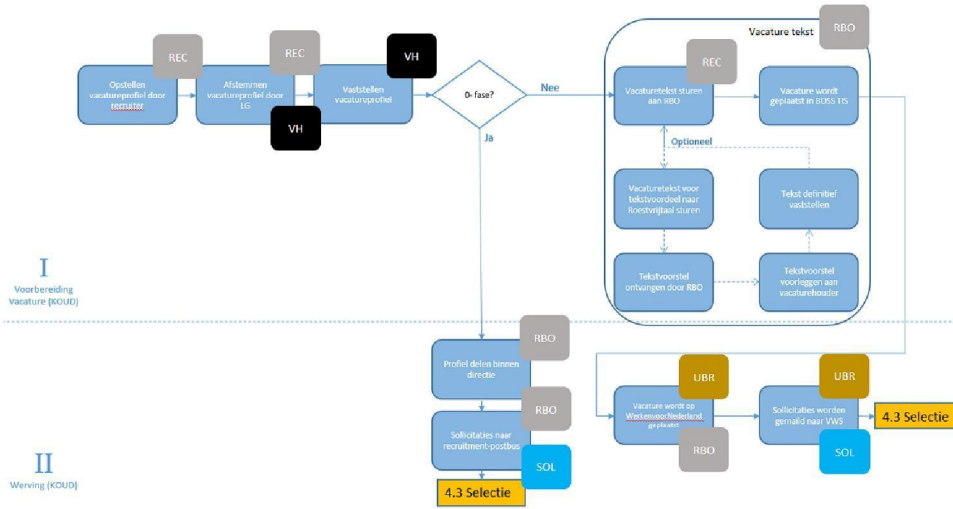 Vacature tekst
RBO
REC
REC
VH
REC
Opstellen
vacatureprofiel door
recruiter
Afstemmen
vacatureprofiel door
LG
VH
Vaststellen
vacatureprofiel
0- fase?
Nee
Ja
Vacaturetekst sturen
aan RBO
Vacature wordt
geplaatst in BOSS TIS
Optioneel
Vacaturetekst voor
tekstvoordeel naar
Roestvrijtaal sturen
Tekst definitief
vaststellen
Tekstvoorstel
ontvangen door RBO
Tekstvoorstel
voorleggen aan
vacaturehouder
I
Voorbereiding
Vacature (KOUD)
RBO
Profiel delen binnen
directie
RBO
Sollicitaties naar
recruitment-postbus
SOL
4.3 Selectie
UBR
Vacature wordt op
WerkenvoorNederland
geplaatst
RBO
UBR
Sollicitaties worden
gemaild naar VWS
SOL
4.3 Selectie
II
Werving (KOUD)